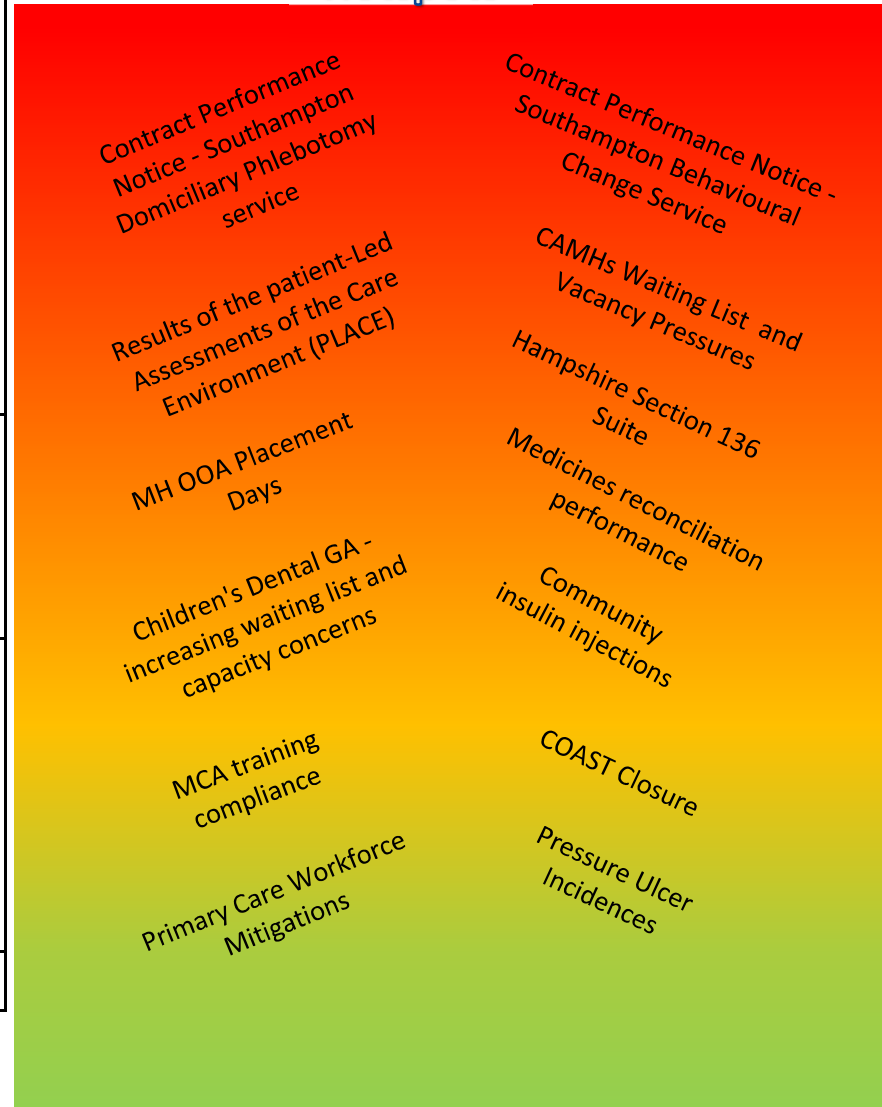 Contract Performance
Notice - Southampton
Domiciliary Phlebotomy
service
Contract Performance Notice -
Southampton Behavioural
Change Service
Results of the patient-Led
Assessments of the Care
Environment (PLACE)
CAMHs Waiting List and
Vacancy Pressures
Hampshire Section 136
Suite
MH OOA Placement
Days
Medicines reconciliation
performance
Children's Dental GA -
increasing waiting list and
capacity concerns
Community
insulin injections
MCA training
compliance
COAST Closure
Primary Care Workforce
Mitigations
Pressure Ulcer
Incidences